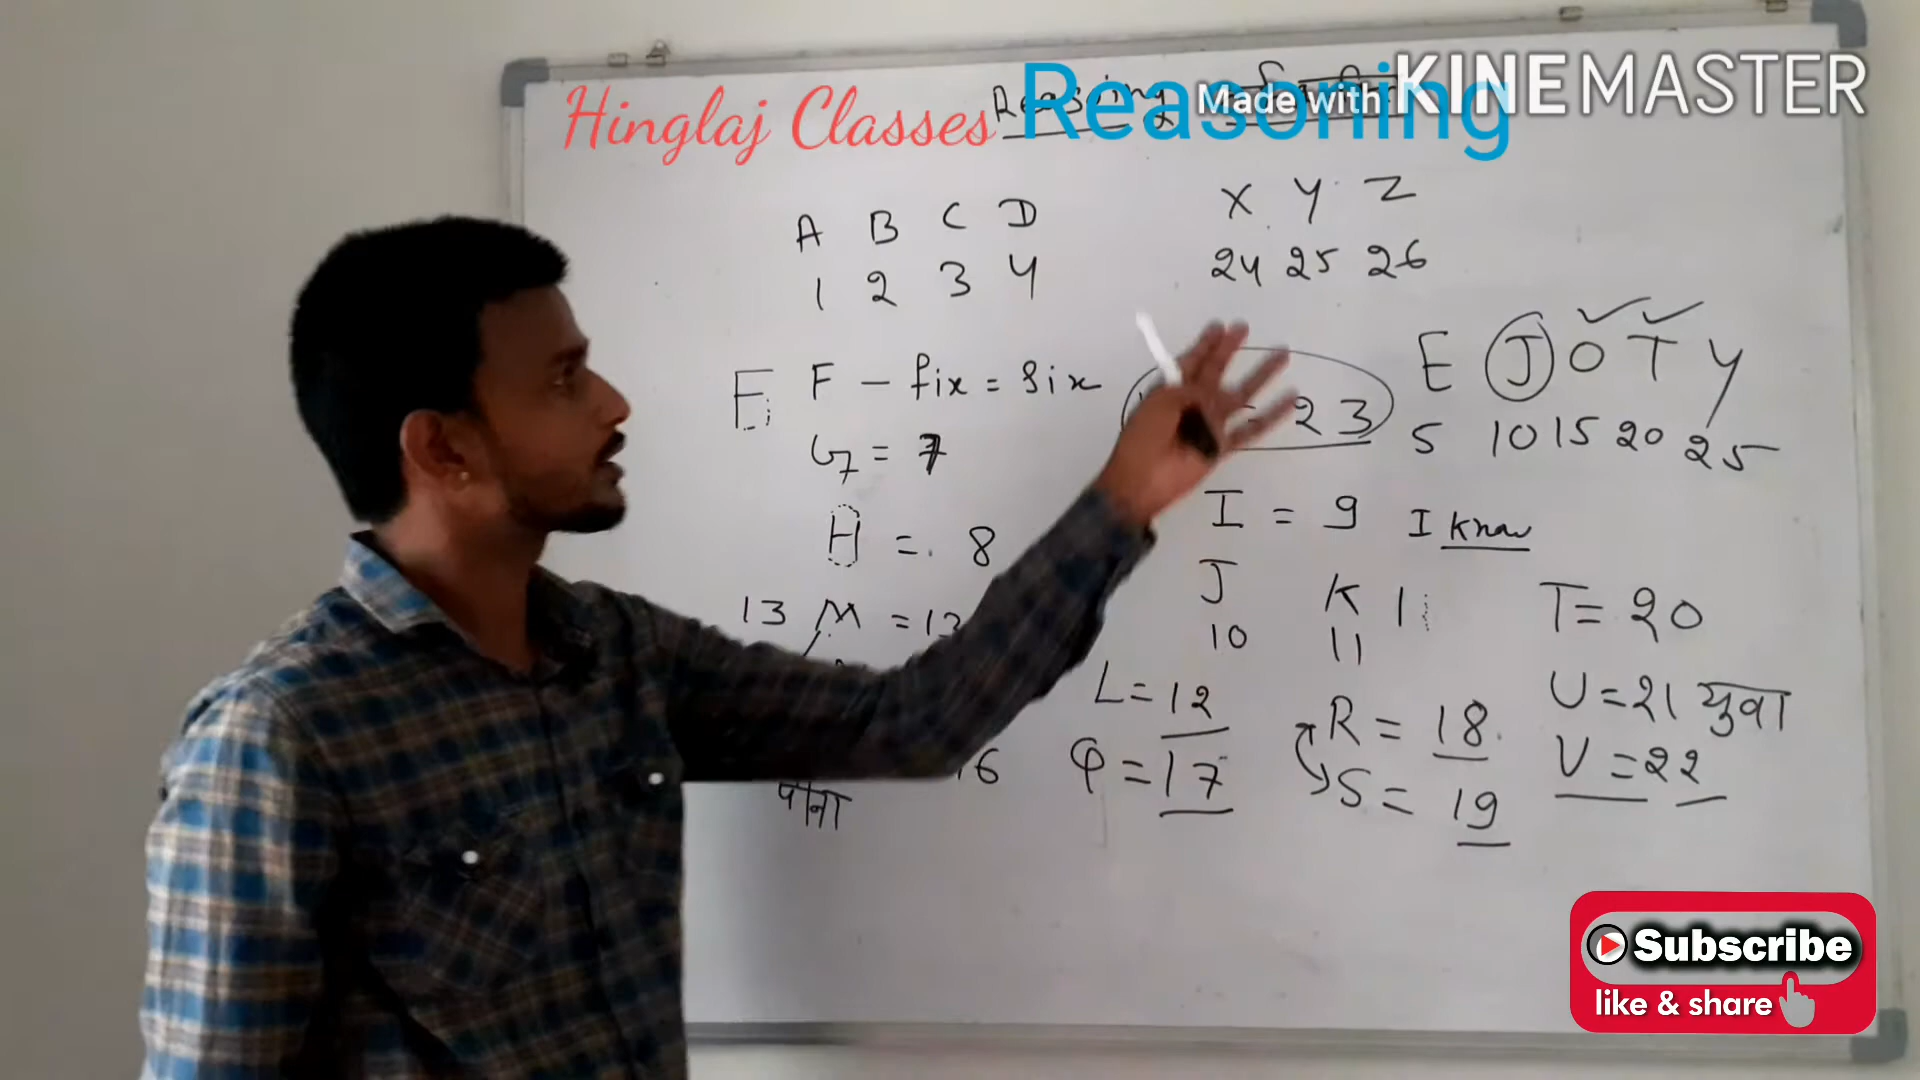 Hinglaj Classes Reasoning Made with KINEMASTER
Reasoing
A B C D
1 2 3 4
X Y Z
24 25 26
E F - fix = six
= 23
E J O T Y
5 10 15 20 25
G = 7
I = 9 I know
H = 8
J K
10 11
T = 20
13 M = 13
L = 12
R = 18
U = 21 युवा
Q = 17
S = 19
V = 22
16
Subscribe
like & share